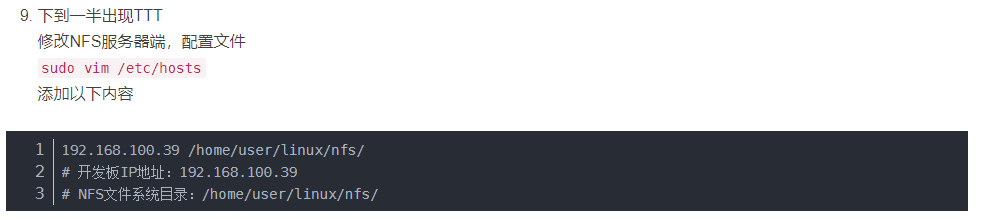 9. 下到一半出现TTT
修改NFS服务器端，配置文件
sudo vim /etc/hosts
添加以下内容
1 192.168.100.39 /home/user/linux/nfs/
2 # 开发板IP地址：192.168.100.39
3 # NFS文件系统目录：/home/user/linux/nfs/